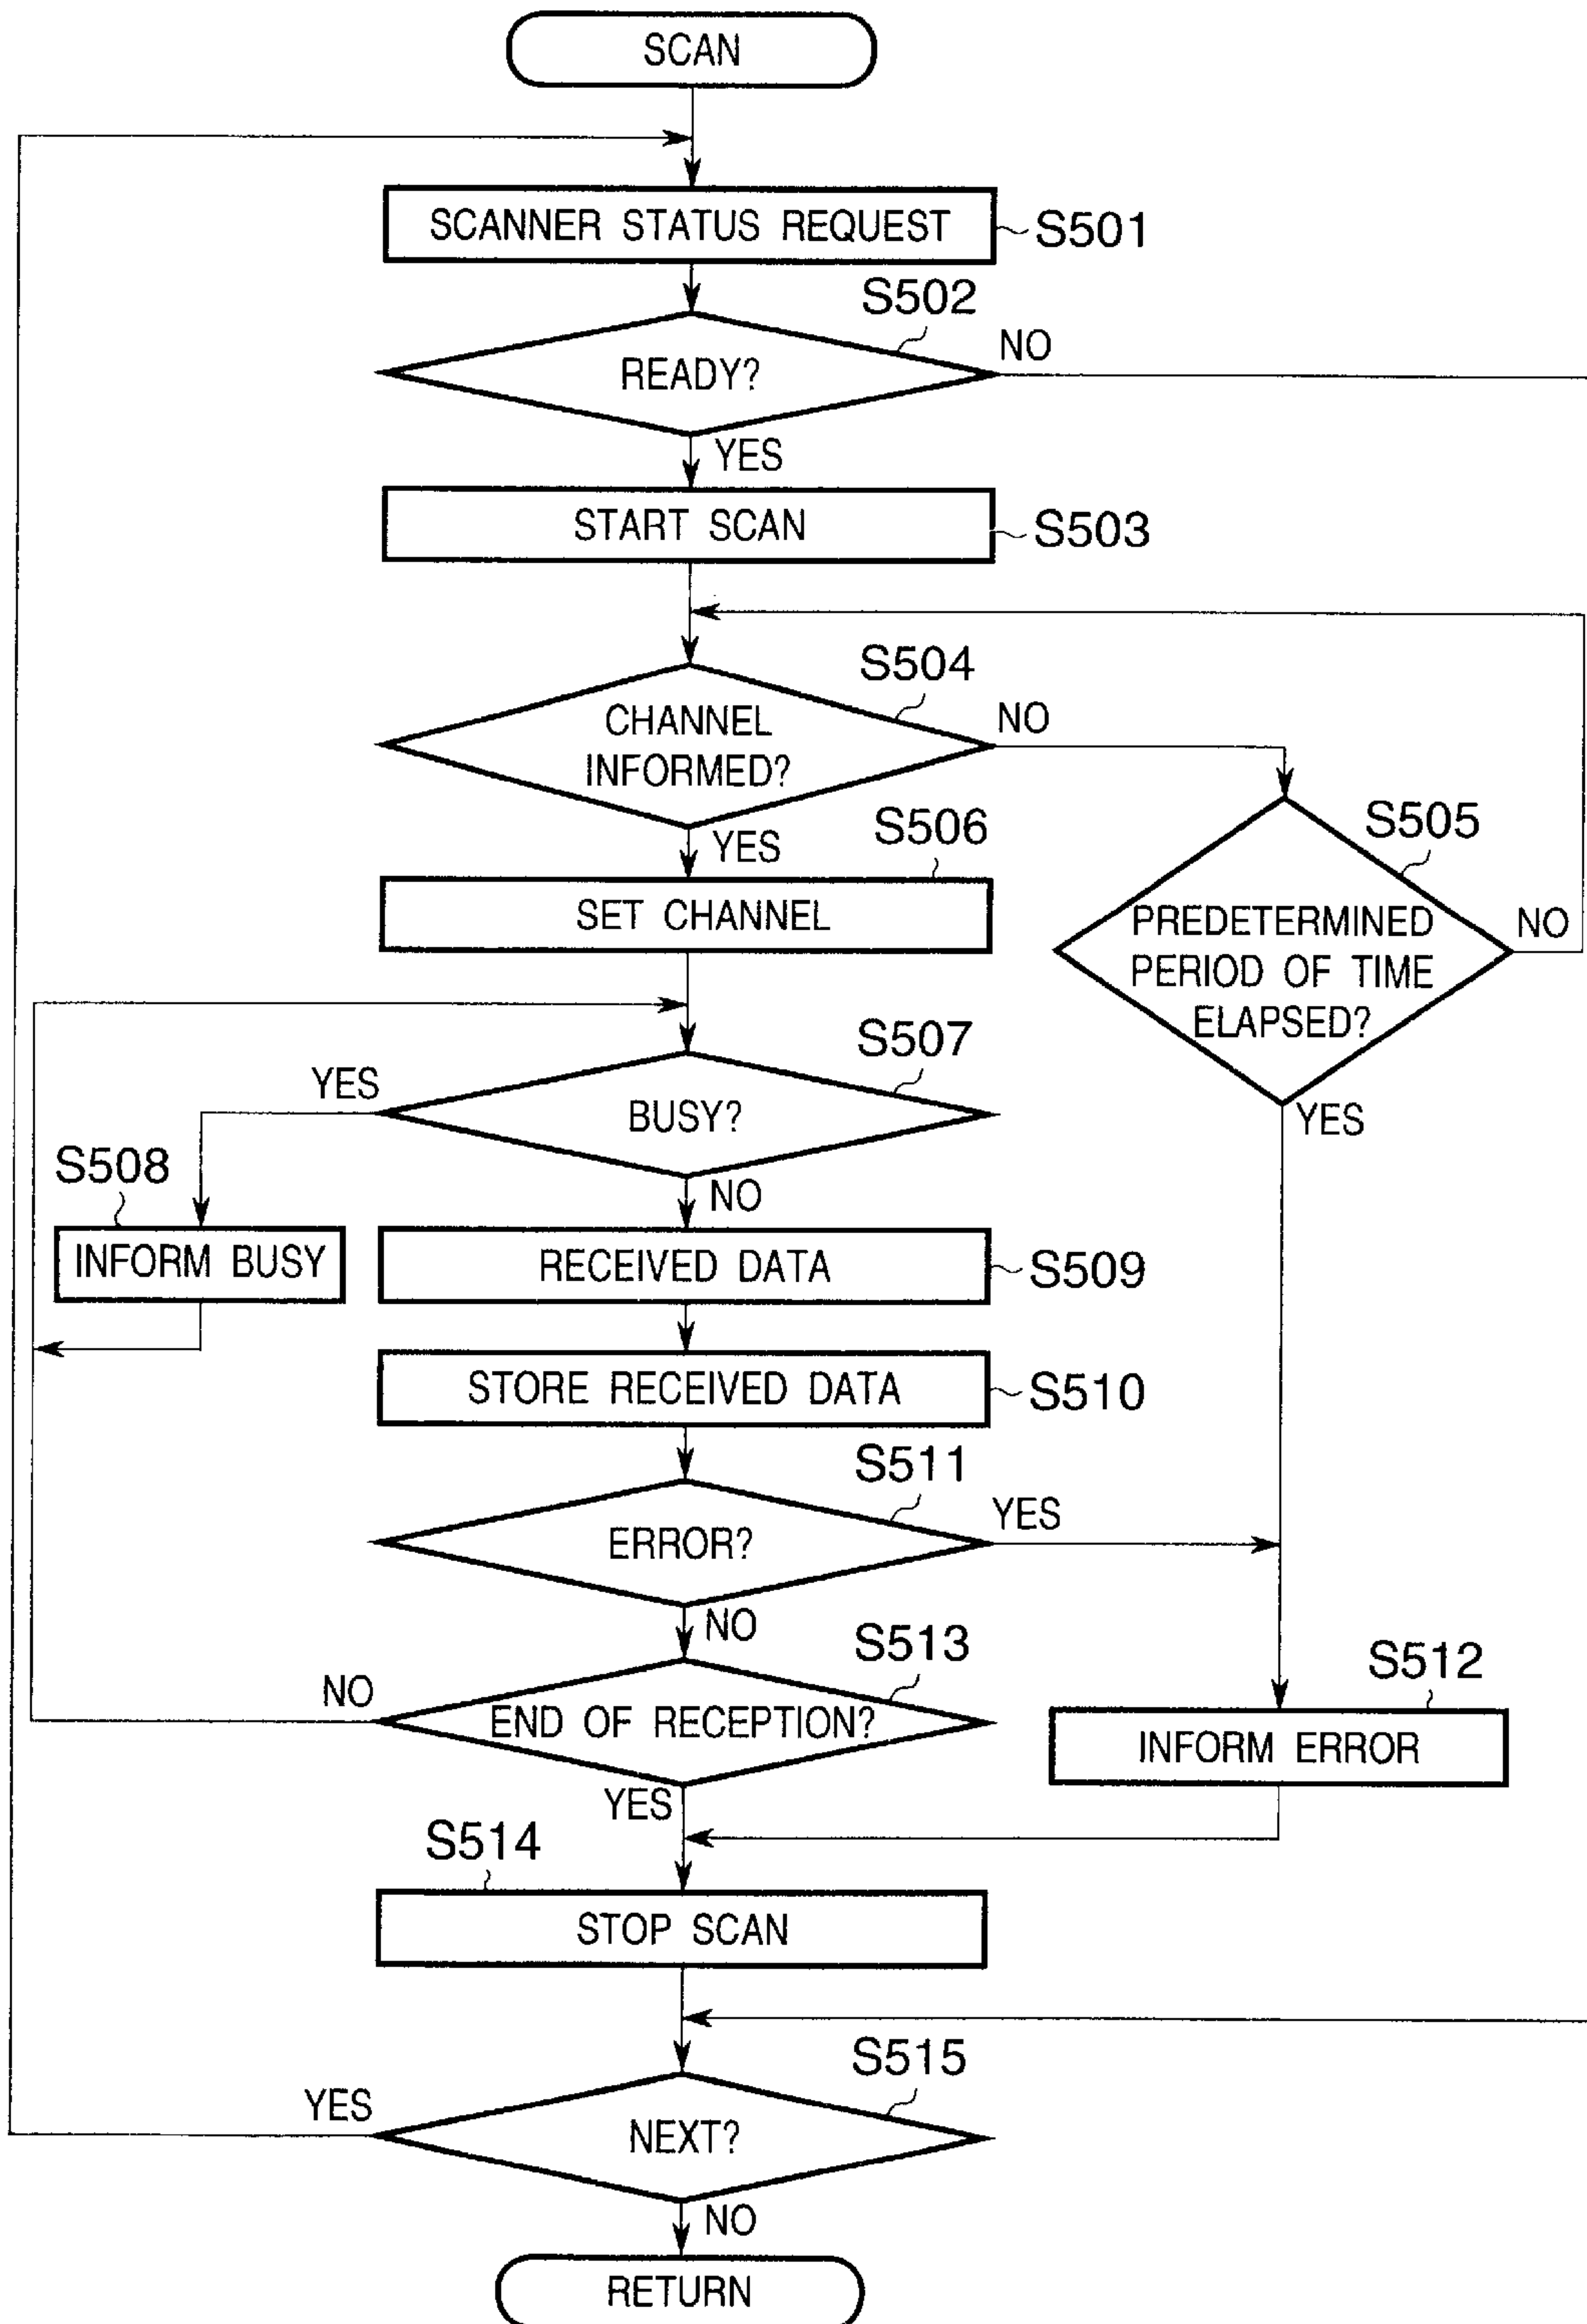 SCAN
SCANNER STATUS REQUEST
S501
S502
READY?
NO
YES
START SCAN
S503
S504
CHANNEL
INFORMED?
NO
YES
S505
PREDETERMINED
PERIOD OF TIME
ELAPSED?
NO
YES
S506
SET CHANNEL
S507
BUSY?
YES
NO
S508
INFORM BUSY
RECEIVED DATA
S509
STORE RECEIVED DATA
S510
S511
ERROR?
YES
NO
S513
END OF RECEPTION?
NO
YES
S512
INFORM ERROR
S514
STOP SCAN
S515
NEXT?
YES
NO
RETURN